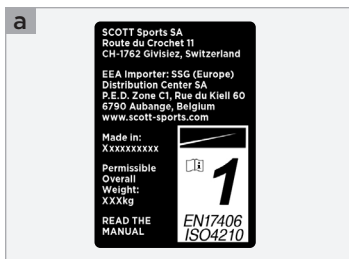 a
SCOTT Sports SA
Route du Crochet 11
CH-1762 Givisiez, Switzerland
EEA Importer: SSG (Europe)
Distribution Center SA
P.E.D. Zone C1, Rue du Kiell 60
6790 Aubange, Belgium
www.scott-sports.com
Made in:
Xxxxxxxxxx
Permissible
Overall
Weight:
XXXkg
READ THE
MANUAL
i
1
EN17406
ISO4210